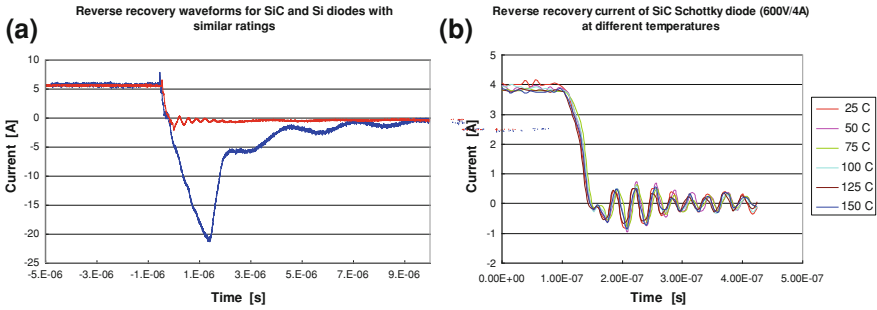 (a)
Reverse recovery waveforms for SiC and Si diodes with
similar ratings
Current [A]
10
5
0
-5
-10
-15
-20
-25
-5.E-06
-3.E-06
-1.E-06
1.E-06
3.E-06
5.E-06
7.E-06
9.E-06
Time [s]
(b)
Reverse recovery current of SiC Schottky diode (600V/4A)
at different temperatures
Current [A]
5
4
3
2
1
0
-1
-2
0.00E+00
1.00E-07
2.00E-07
3.00E-07
4.00E-07
5.00E-07
Time [s]
25 C
50 C
75 C
100 C
125 C
150 C